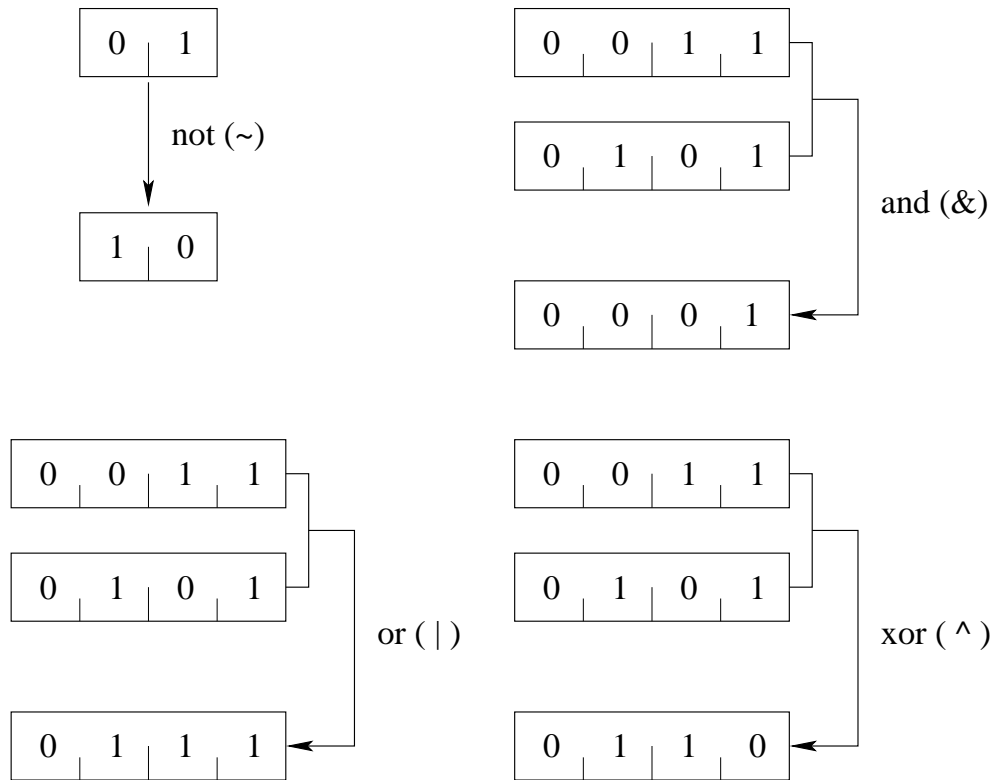 0 1
not (~)
1 0
0 0 1 1
0 1 0 1
and (&)
0 0 0 1
0 0 1 1
0 1 0 1
or ( | )
0 1 1 1
0 0 1 1
0 1 0 1
xor ( ^ )
0 1 1 0